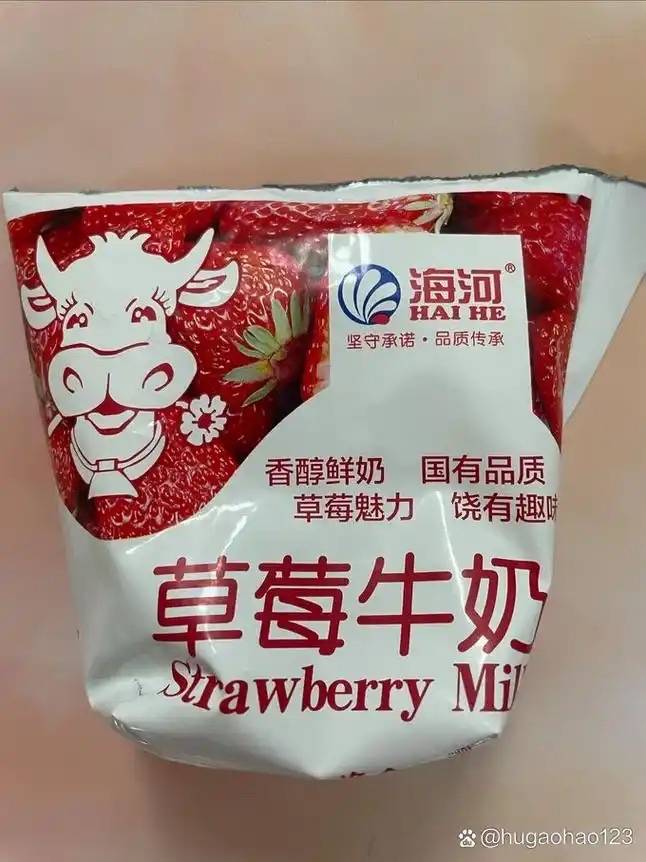 海河®
HAI HE
坚守承诺·品质传承
香醇鲜奶 国有品质
草莓魅力 饶有趣味
草莓牛奶
Strawberry Mil
@hugaohao123